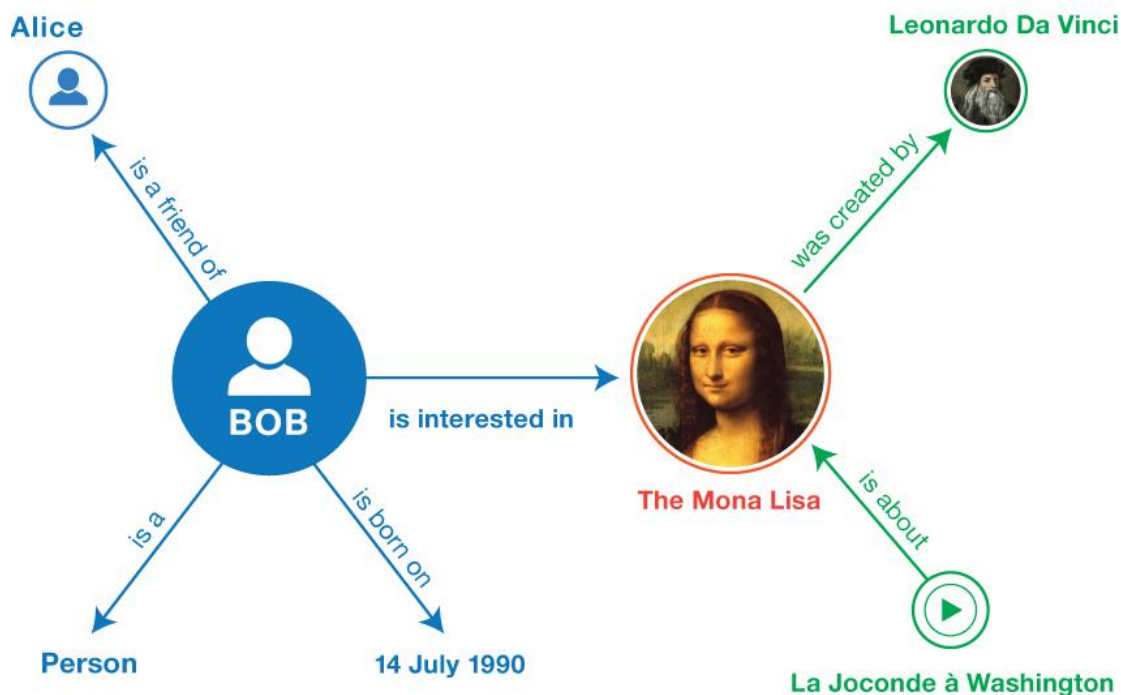 Alice
Leonardo Da Vinci
is a friend of
was created by
BOB
is interested in
The Mona Lisa
is a
is born on
is about
Person
14 July 1990
La Joconde à Washington